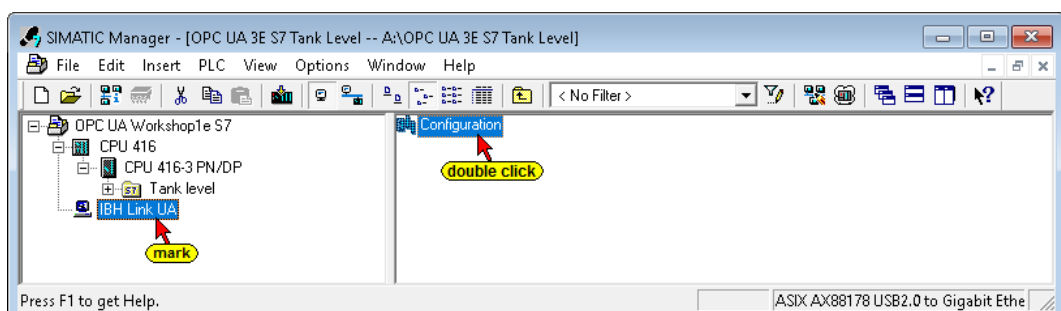 SIMATIC Manager - [OPC UA 3E S7 Tank Level -- A:\OPC UA 3E S7 Tank Level]
File Edit Insert PLC View Options Window Help
< No Filter >
OPC UA Workshop1e S7
CPU 416
CPU 416-3 PN/DP
S7 Tank level
IBH Link UA
mark
Configuration
double click
Press F1 to get Help.
ASIX AX88178 USB2.0 to Gigabit Ethe